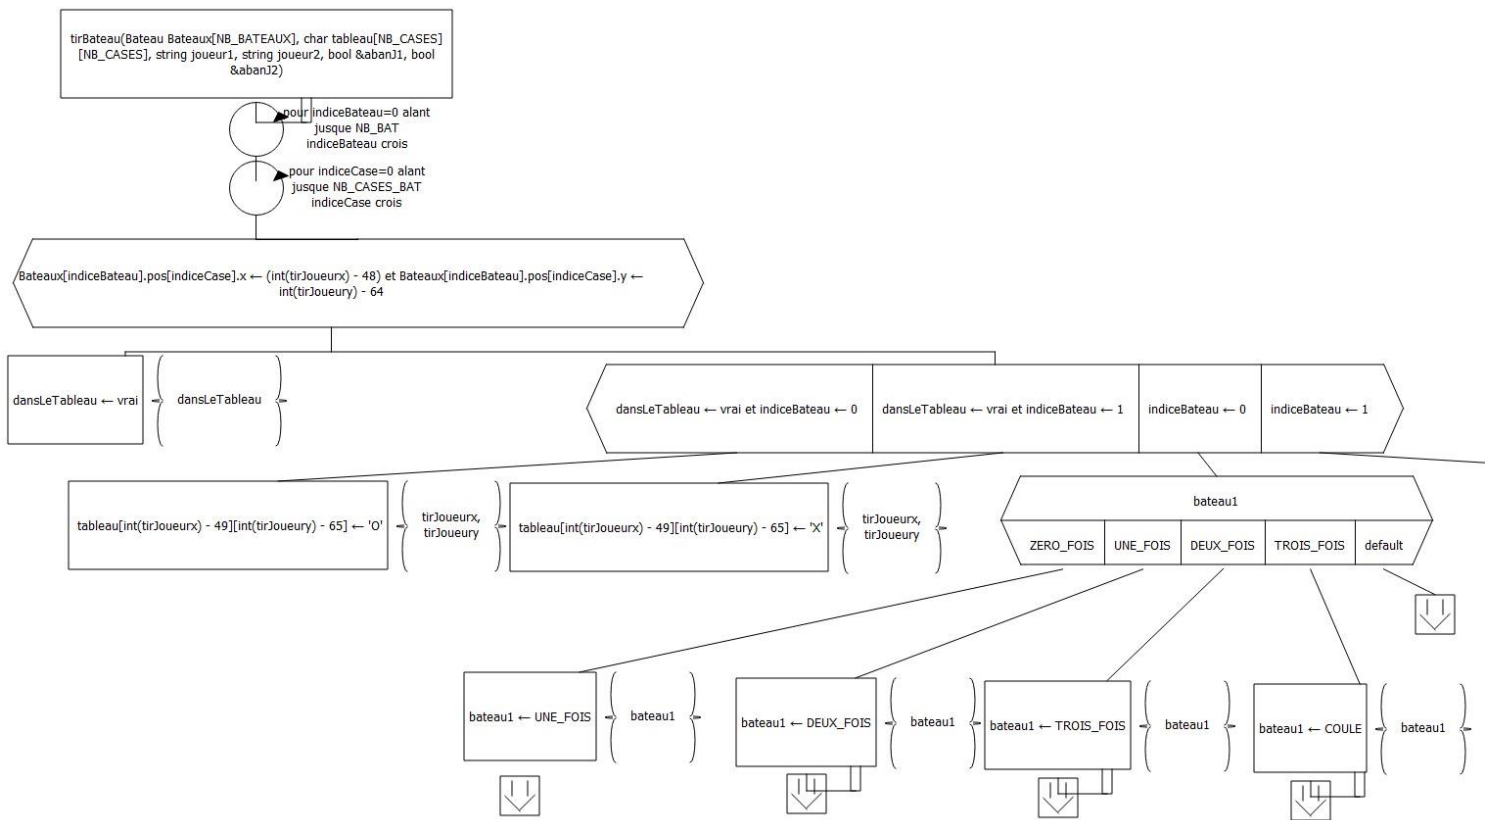 tirBateau(Bateau Bateaux[NB_BATEAUX], char tableau[NB_CASES]
[NB_CASES], string joueur1, string joueur2, bool &abanJ1, bool
&abanJ2)
pour indiceBateau=0 alant
jusque NB_BAT
indiceBateau crois
pour indiceCase=0 alant
jusque NB_CASES_BAT
indiceCase crois
Bateaux[indiceBateau].pos[indiceCase].x ← (int(tirJoueurx) - 48) et Bateaux[indiceBateau].pos[indiceCase].y ←
int(tirJoueury) - 64
dansLeTableau ← vrai
dansLeTableau
dansLeTableau ← vrai et indiceBateau ← 0
dansLeTableau ← vrai et indiceBateau ← 1
indiceBateau ← 0
indiceBateau ← 1
tableau[int(tirJoueurx) - 49][int(tirJoueury) - 65] ← 'O'
tirJoueurx,
tirJoueury
tableau[int(tirJoueurx) - 49][int(tirJoueury) - 65] ← 'X'
tirJoueurx,
tirJoueury
bateau1
ZERO_FOIS
UNE_FOIS
DEUX_FOIS
TROIS_FOIS
default
bateau1 ← UNE_FOIS
bateau1
bateau1 ← DEUX_FOIS
bateau1
bateau1 ← TROIS_FOIS
bateau1
bateau1 ← COULE
bateau1